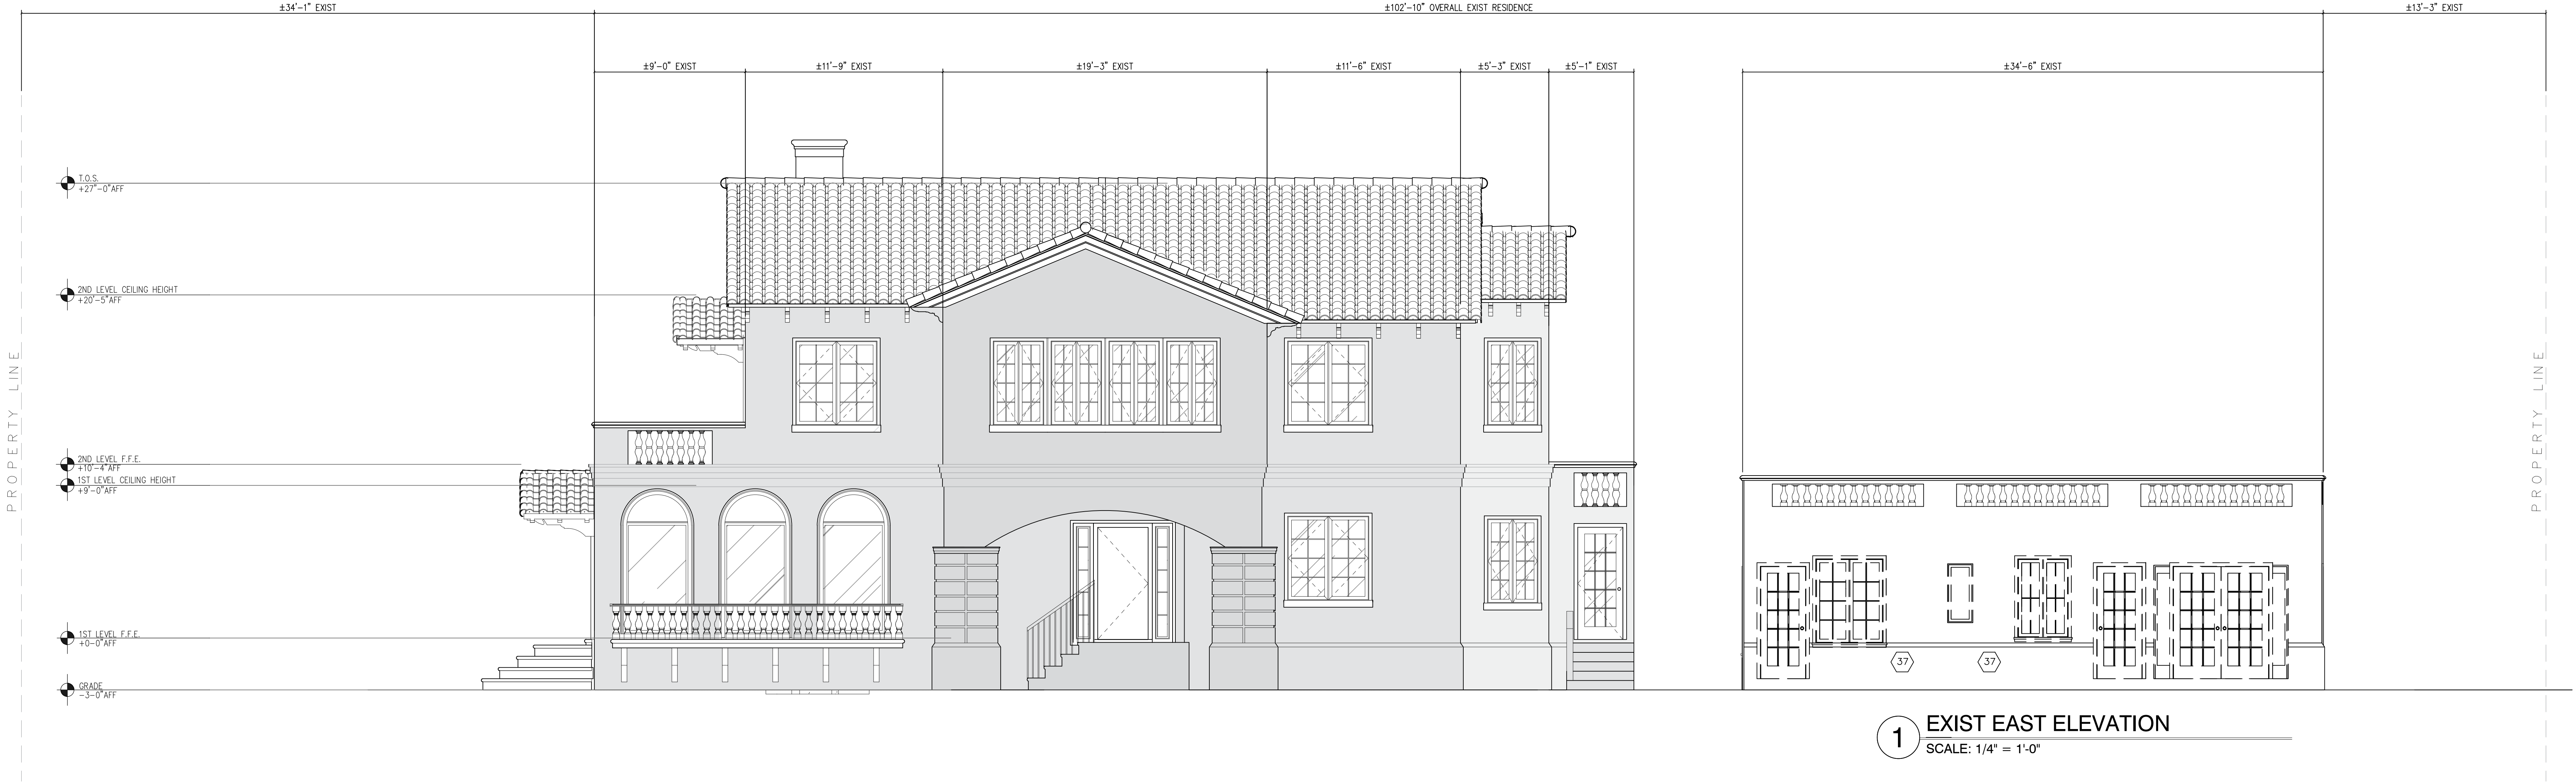 ±34'-1" EXIST
±102'-10" OVERALL EXIST RESIDENCE
±13'-3" EXIST
±9'-0" EXIST
±11'-9" EXIST
±19'-3" EXIST
±11'-6" EXIST
±5'-3" EXIST
±5'-1" EXIST
±34'-6" EXIST
T.O.S.
+27"-0"AFF
2ND LEVEL CEILING HEIGHT
+20'-5"AFF
PROPERTY LINE
PROPERTY LINE
2ND LEVEL F.F.E.
+10'-4"AFF
1ST LEVEL CEILING HEIGHT
+9'-0"AFF
1ST LEVEL F.F.E.
+0-0"AFF
37
37
GRADE
-3-0"AFF
1
EXIST EAST ELEVATION
SCALE: 1/4" = 1'-0"